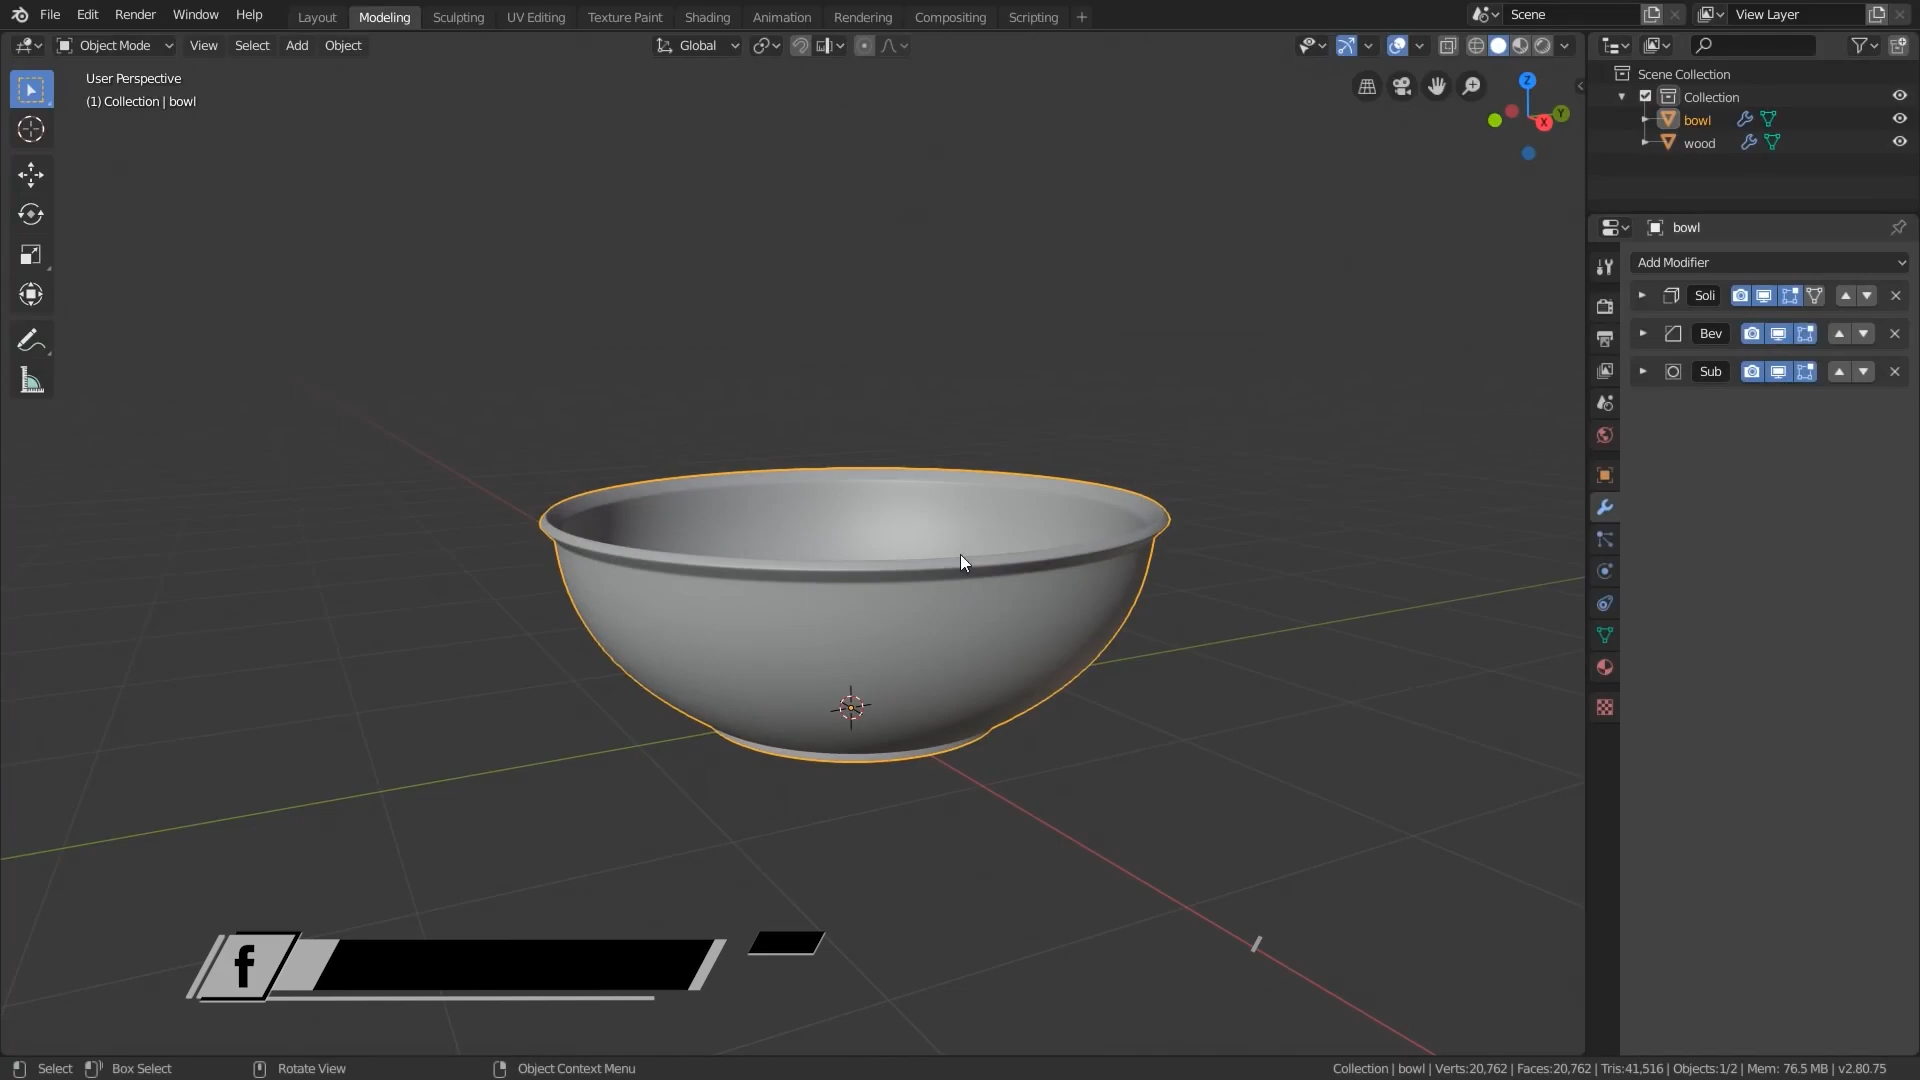 File Edit Render Window Help Layout Modeling Sculpting UV Editing Texture Paint Shading Animation Rendering Compositing Scripting + Scene View Layer
Object Mode View Select Add Object Global
User Perspective
(1) Collection | bowl
Z
Y
X
Scene Collection
Collection
bowl
wood
bowl
Add Modifier
Soli
Bev
Sub
f
Select Box Select Rotate View Object Context Menu Collection | bowl | Verts:20,762 | Faces:20,762 | Tris:41,516 | Objects:1/2 | Mem: 76.5 MB | v2.80.75